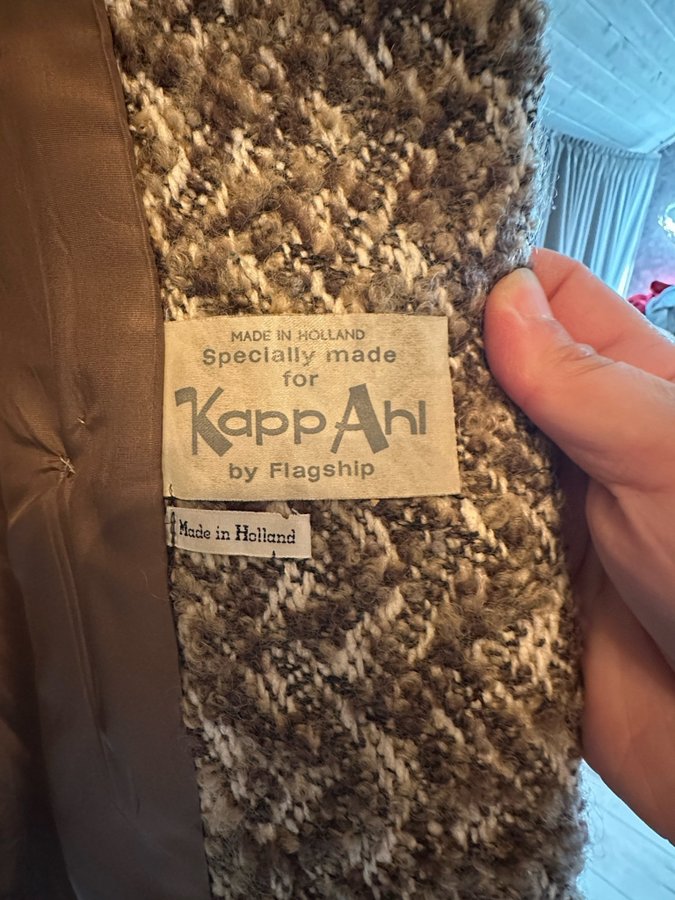 MADE IN HOLLAND
Specially made
for
KappAhl
by Flagship
Made in Holland